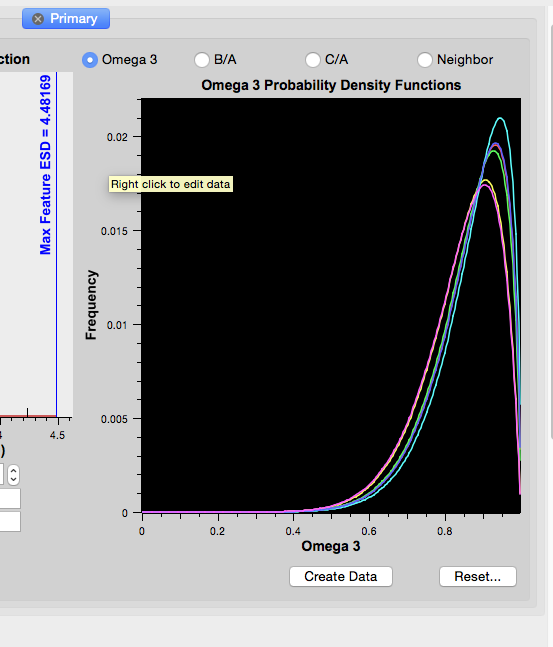 Primary
ction
Omega 3
B/A
C/A
Neighbor
Omega 3 Probability Density Functions
Max Feature ESD = 4.48169
Right click to edit data
Frequency
0.02
0.015
0.01
0.005
0
0
0.2
0.4
0.6
0.8
Omega 3
4.5
)
Create Data
Reset...